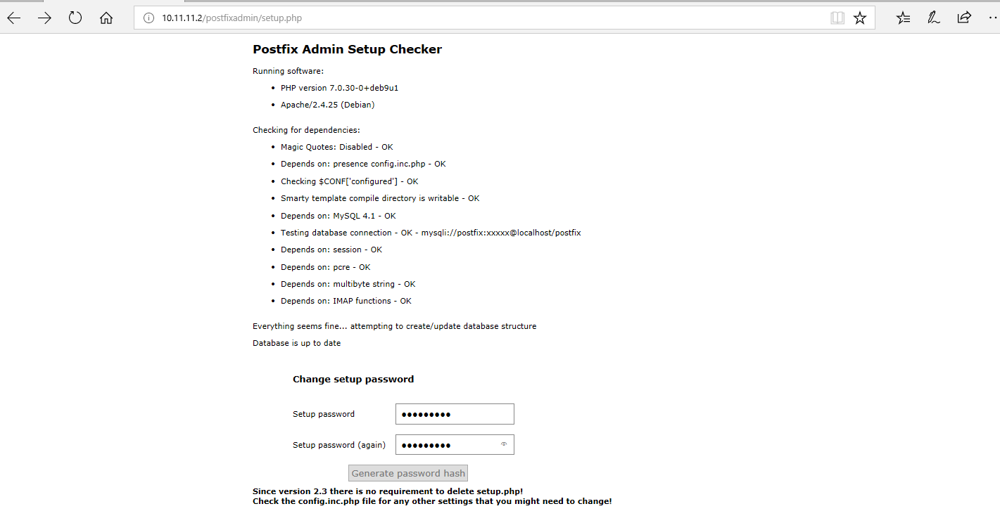 10.11.11.2/postfixadmin/setup.php
Postfix Admin Setup Checker
Running software:
• PHP version 7.0.30-0+deb9u1
• Apache/2.4.25 (Debian)
Checking for dependencies:
• Magic Quotes: Disabled - OK
• Depends on: presence config.inc.php - OK
• Checking $CONF['configured'] - OK
• Smarty template compile directory is writable - OK
• Depends on: MySQL 4.1 - OK
• Testing database connection - OK - mysqli://postfix:xxxxx@localhost/postfix
• Depends on: session - OK
• Depends on: pcre - OK
• Depends on: multibyte string - OK
• Depends on: IMAP functions - OK
Everything seems fine... attempting to create/update database structure
Database is up to date
Change setup password
Setup password ●●●●●●●●●
Setup password (again) ●●●●●●●●●
Generate password hash
Since version 2.3 there is no requirement to delete setup.php!
Check the config.inc.php file for any other settings that you might need to change!